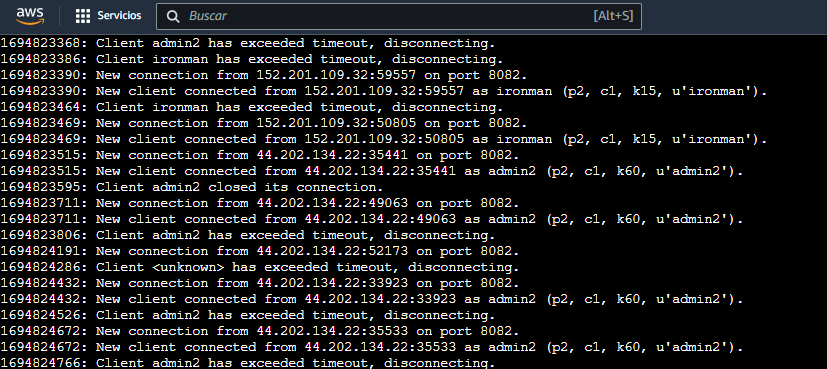 aws Servicios Buscar [Alt+S]
1694823368: Client admin2 has exceeded timeout, disconnecting.
1694823386: Client ironman has exceeded timeout, disconnecting.
1694823390: New connection from 152.201.109.32:59557 on port 8082.
1694823390: New client connected from 152.201.109.32:59557 as ironman (p2, c1, k15, u'ironman').
1694823464: Client ironman has exceeded timeout, disconnecting.
1694823469: New connection from 152.201.109.32:50805 on port 8082.
1694823469: New client connected from 152.201.109.32:50805 as ironman (p2, c1, k15, u'ironman').
1694823515: New connection from 44.202.134.22:35441 on port 8082.
1694823515: New client connected from 44.202.134.22:35441 as admin2 (p2, c1, k60, u'admin2').
1694823595: Client admin2 closed its connection.
1694823711: New connection from 44.202.134.22:49063 on port 8082.
1694823711: New client connected from 44.202.134.22:49063 as admin2 (p2, c1, k60, u'admin2').
1694823806: Client admin2 has exceeded timeout, disconnecting.
1694824191: New connection from 44.202.134.22:52173 on port 8082.
1694824286: Client <unknown> has exceeded timeout, disconnecting.
1694824432: New connection from 44.202.134.22:33923 on port 8082.
1694824432: New client connected from 44.202.134.22:33923 as admin2 (p2, c1, k60, u'admin2').
1694824526: Client admin2 has exceeded timeout, disconnecting.
1694824672: New connection from 44.202.134.22:35533 on port 8082.
1694824672: New client connected from 44.202.134.22:35533 as admin2 (p2, c1, k60, u'admin2').
1694824766: Client admin2 has exceeded timeout, disconnecting.